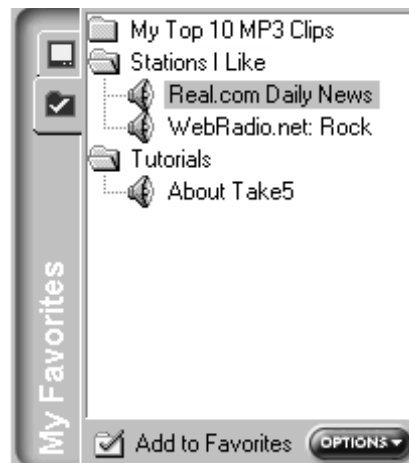 My Top 10 MP3 Clips
Stations I Like
Real.com Daily News
WebRadio.net: Rock
Tutorials
About Take5
My Favorites
Add to Favorites
OPTIONS